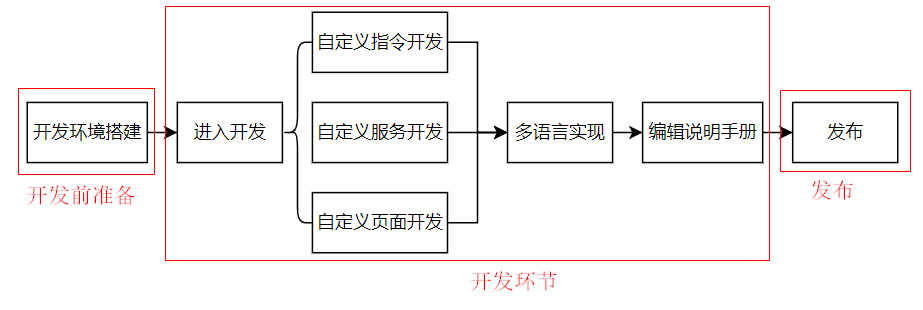 自定义指令开发
开发环境搭建
进入开发
自定义服务开发
多语言实现
编辑说明手册
发布
自定义页面开发
开发前准备
发布
开发环节